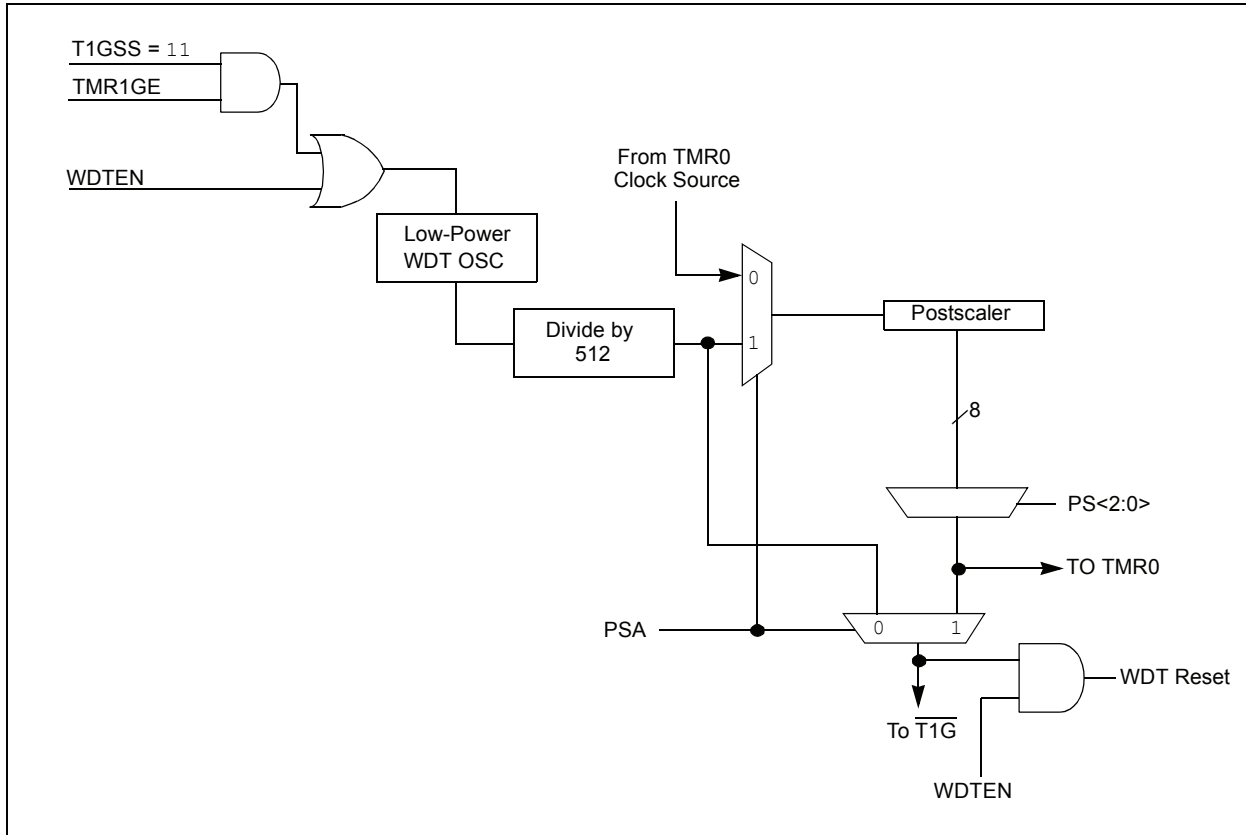 T1GSS = 11
TMR1GE
WDTEN
From TMR0
Clock Source
Low-Power
WDT OSC
0
Divide by
512
1
Postscaler
8
PS<2:0>
TO TMR0
PSA
0 1
WDT Reset
To T̅1̅G̅
WDTEN